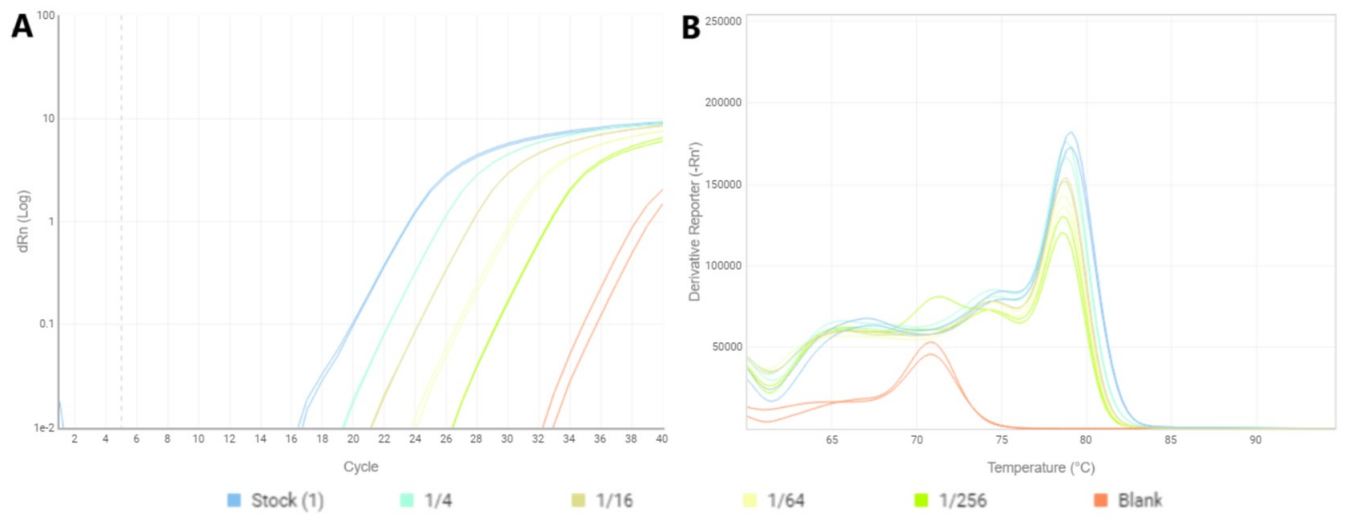 A
100
10
1
0.1
1e-2
dRn (Log)
2 4 6 8 10 12 14 16 18 20 22 24 26 28 30 32 34 36 38 40
Cycle
B
250000
200000
150000
100000
50000
Derivative Reporter (-Rn')
65 70 75 80 85 90
Temperature (°C)
Stock (1) 1/4 1/16 1/64 1/256 Blank